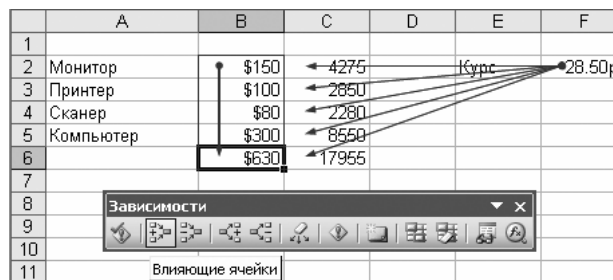 A B C D E F
1
2 Монитор $150 4275 Курс 28.50р
3 Принтер $100 2850
4 Сканер $80 2280
5 Компьютер $300 8550
6 $630 17955
7
8
Зависимости
9
10
11
Влияющие ячейки